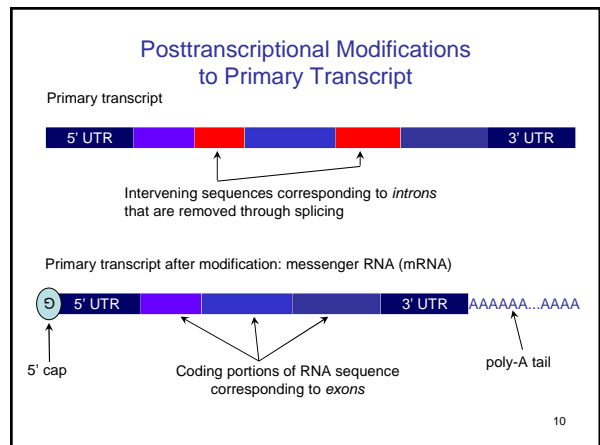 Posttranscriptional Modifications
to Primary Transcript
Primary transcript
5' UTR 3' UTR
Intervening sequences corresponding to introns
that are removed through splicing
Primary transcript after modification: messenger RNA (mRNA)
G 5' UTR 3' UTR AAAAAA...AAAA
5' cap
Coding portions of RNA sequence
corresponding to exons
poly-A tail
10